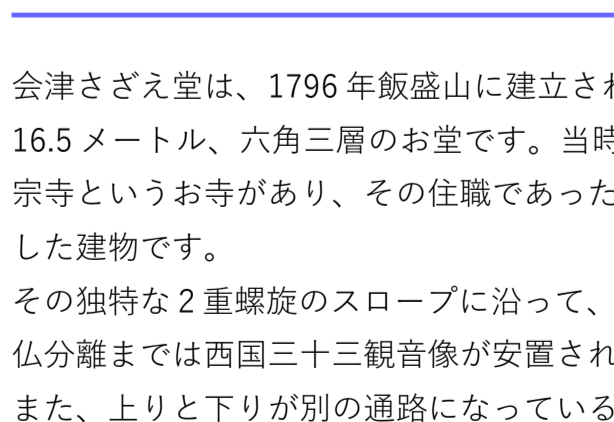 会津さざえ堂は、1796 年飯盛山に建立され
16.5 メートル、六角三層のお堂です。当時
宗寺というお寺があり、その住職であった
した建物です。
その独特な 2 重螺旋のスロープに沿って、
仏分離までは西国三十三観音像が安置され
また、上りと下りが別の通路になっている